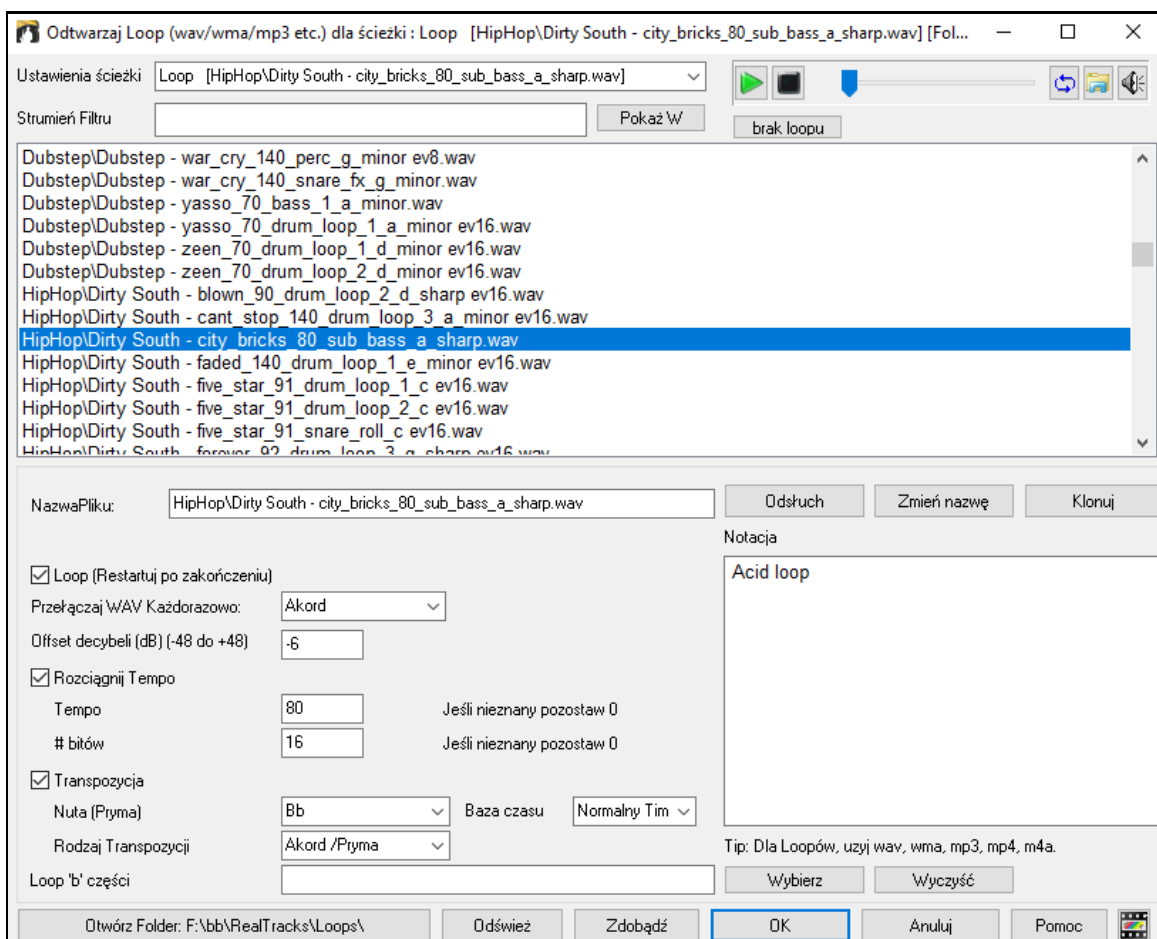 Odtwarzaj Loop (wav/wma/mp3 etc.) dla ścieżki : Loop [HipHop\Dirty South - city_bricks_80_sub_bass_a_sharp.wav] [Fol...
Ustawienia ścieżki Loop [HipHop\Dirty South - city_bricks_80_sub_bass_a_sharp.wav]
Strumień Filtru Pokaż W brak loopu
Dubstep\Dubstep - war_cry_140_perc_g_minor ev8.wav
Dubstep\Dubstep - war_cry_140_snare_fx_g_minor.wav
Dubstep\Dubstep - yasso_70_bass_1_a_minor.wav
Dubstep\Dubstep - yasso_70_drum_loop_1_a_minor ev16.wav
Dubstep\Dubstep - zeen_70_drum_loop_1_d_minor ev16.wav
Dubstep\Dubstep - zeen_70_drum_loop_2_d_minor ev16.wav
HipHop\Dirty South - blown_90_drum_loop_2_d_sharp ev16.wav
HipHop\Dirty South - cant_stop_140_drum_loop_3_a_minor ev16.wav
HipHop\Dirty South - city_bricks_80_sub_bass_a_sharp.wav
HipHop\Dirty South - faded_140_drum_loop_1_e_minor ev16.wav
HipHop\Dirty South - five_star_91_drum_loop_1_c ev16.wav
HipHop\Dirty South - five_star_91_drum_loop_2_c ev16.wav
HipHop\Dirty South - five_star_91_snare_roll_c ev16.wav
HipHop\Dirty South - forever_92_drum_loop_3_g_sharp ev16.wav
NazwaPliku: HipHop\Dirty South - city_bricks_80_sub_bass_a_sharp.wav Odsłuch Zmień nazwę Klonuj
Notacja
Acid loop
Loop (Restartuj po zakończeniu)
Przełączaj WAV Każdorazowo: Akord
Offset decybeli (dB) (-48 do +48) -6
Rozciągnij Tempo
Tempo 80 Jeśli nieznany pozostaw 0
# bitów 16 Jeśli nieznany pozostaw 0
Transpozycja
Nuta (Pryma) Bb Baza czasu Normalny Tim
Rodzaj Transpozycji Akord /Pryma Tip: Dla Loopów, uzyj wav, wma, mp3, mp4, m4a.
Loop 'b' części Wybierz Wyczyść
Otwórz Folder: F:\bb\RealTracks\Loops\ Odśwież Zdobądź OK Anuluj Pomoc